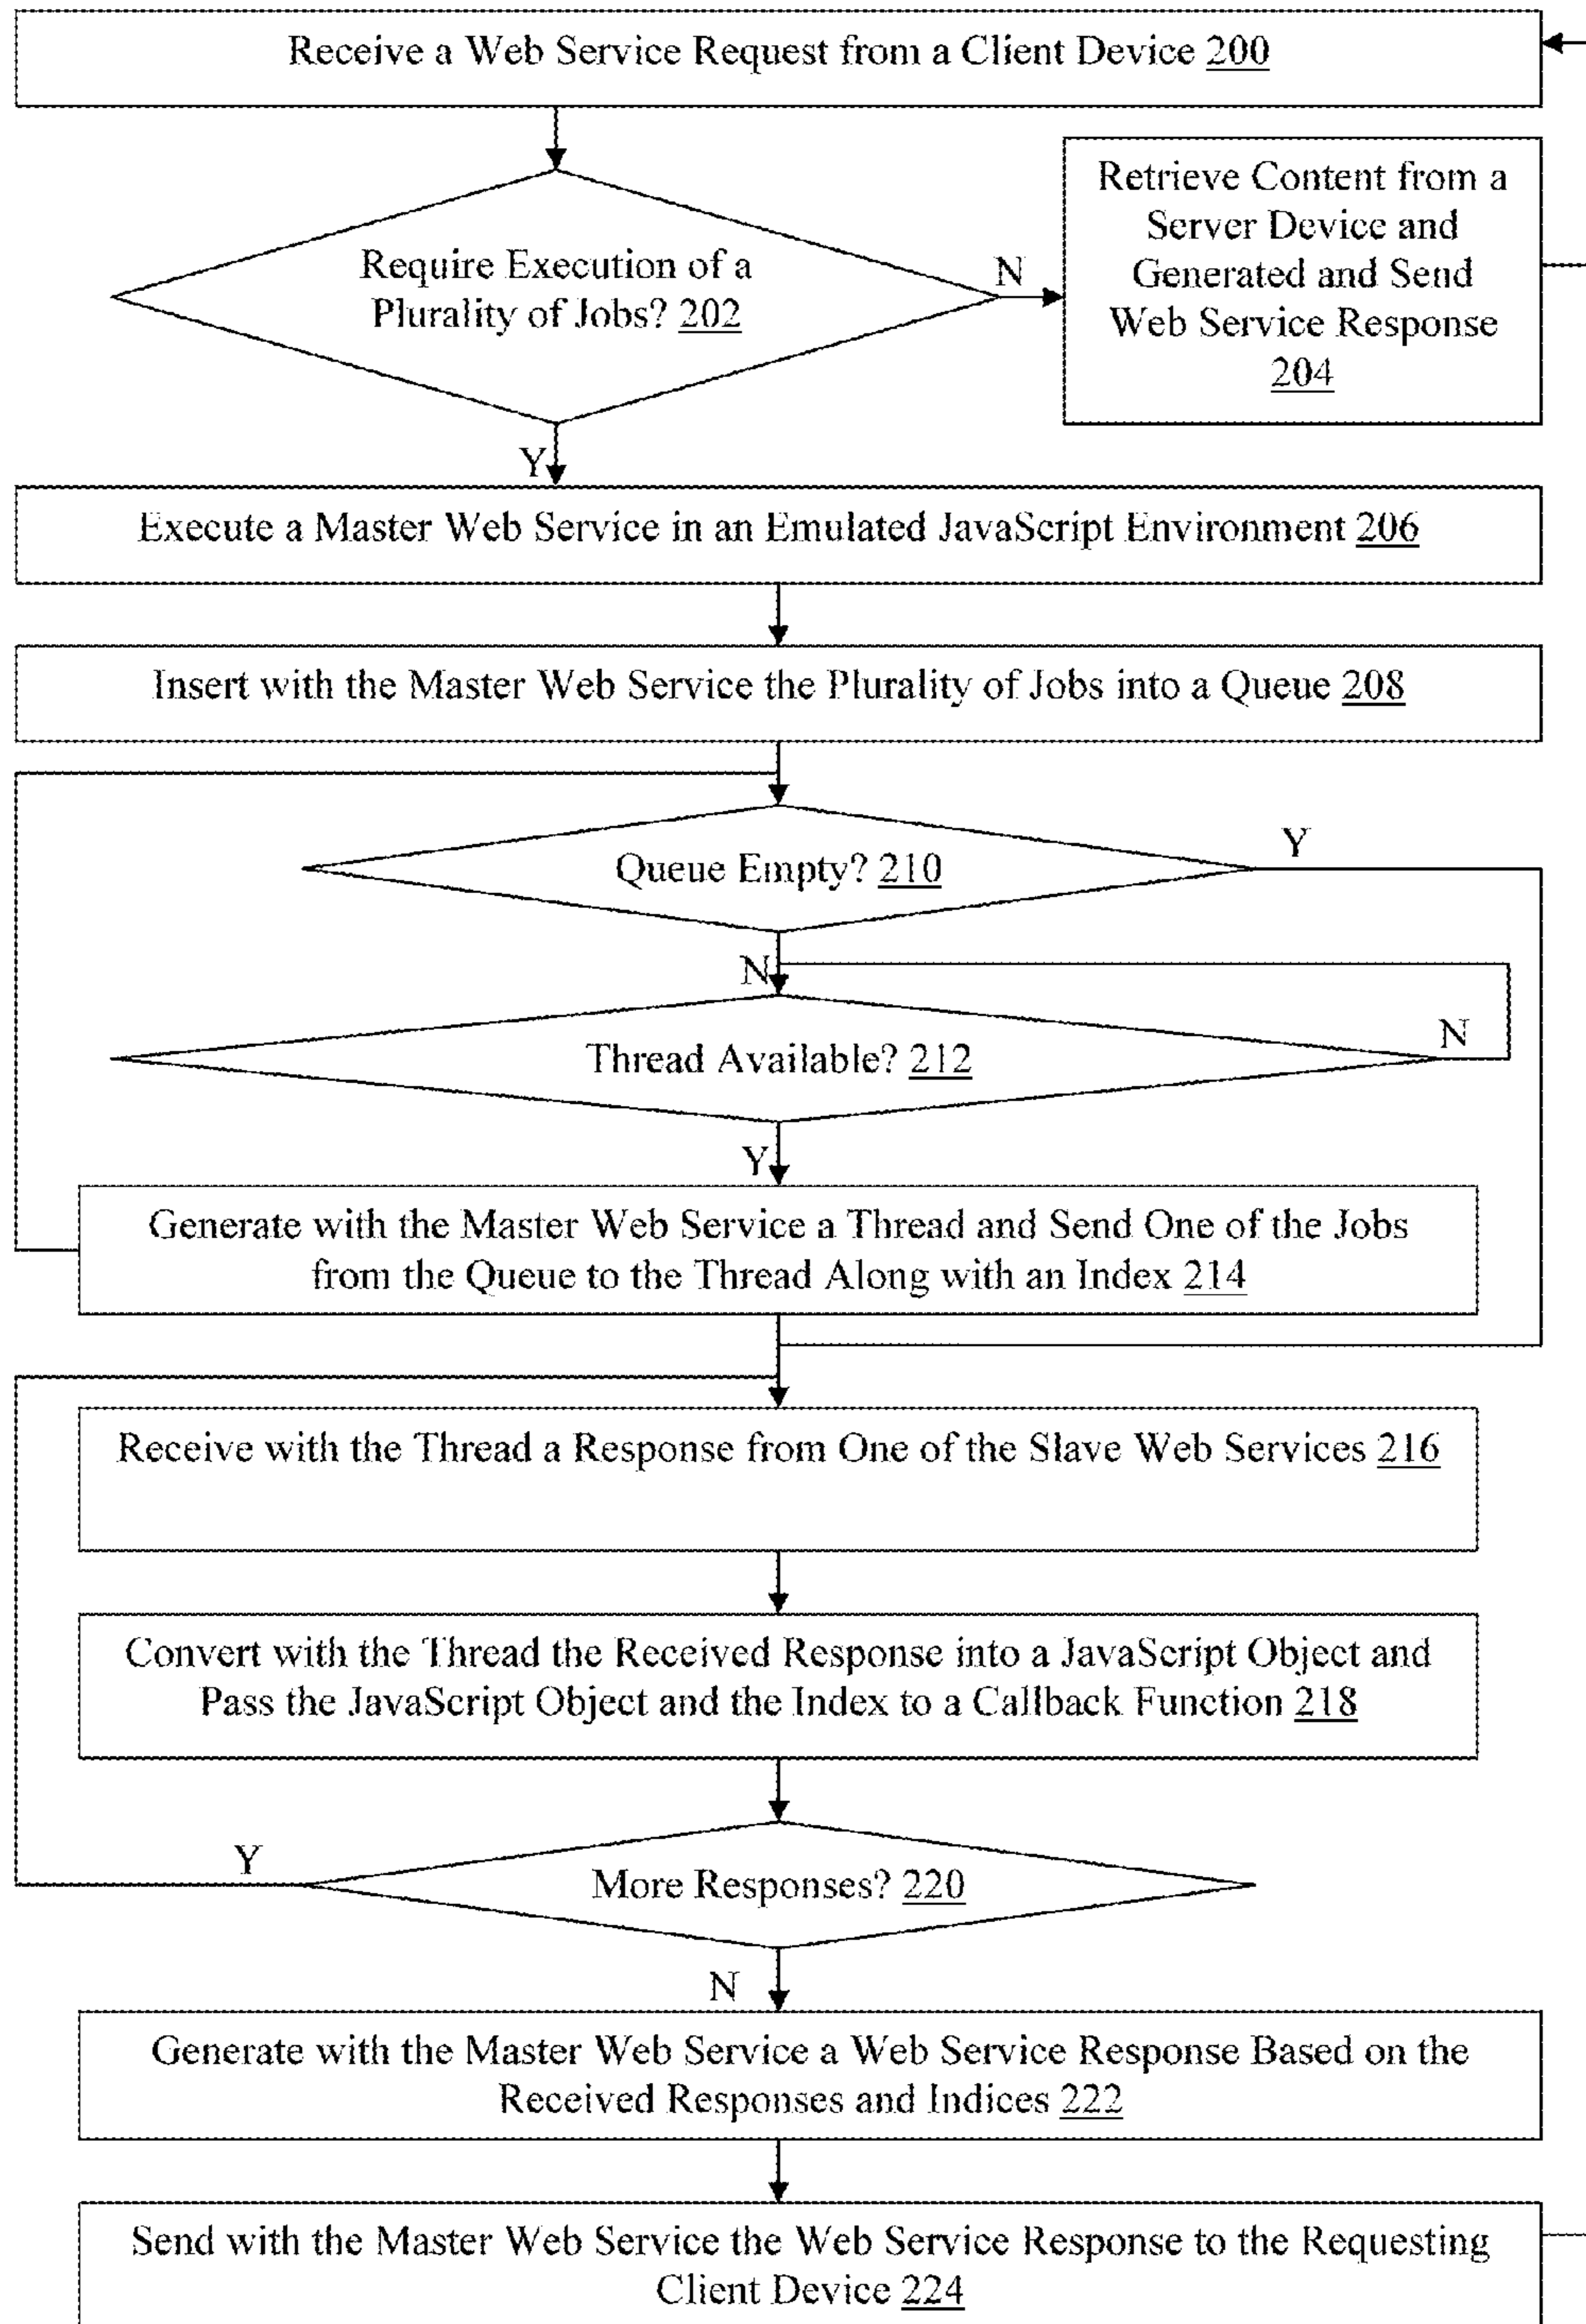 Receive a Web Service Request from a Client Device 200
Require Execution of a
Plurality of Jobs? 202
N
Retrieve Content from a
Server Device and
Generated and Send
Web Service Response
204
Y
Execute a Master Web Service in an Emulated JavaScript Environment 206
Insert with the Master Web Service the Plurality of Jobs into a Queue 208
Queue Empty? 210
Y
N
Thread Available? 212
N
Y
Generate with the Master Web Service a Thread and Send One of the Jobs
from the Queue to the Thread Along with an Index 214
Receive with the Thread a Response from One of the Slave Web Services 216
Convert with the Thread the Received Response into a JavaScript Object and
Pass the JavaScript Object and the Index to a Callback Function 218
Y
More Responses? 220
N
Generate with the Master Web Service a Web Service Response Based on the
Received Responses and Indices 222
Send with the Master Web Service the Web Service Response to the Requesting
Client Device 224